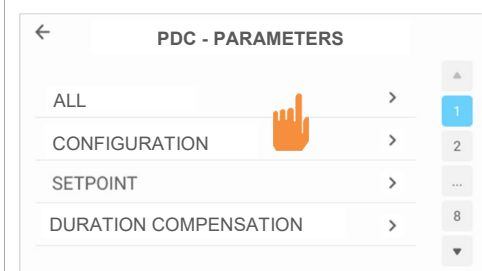 PDC - PARAMETERS
ALL
CONFIGURATION
SETPOINT
DURATION COMPENSATION
1
2
...
8